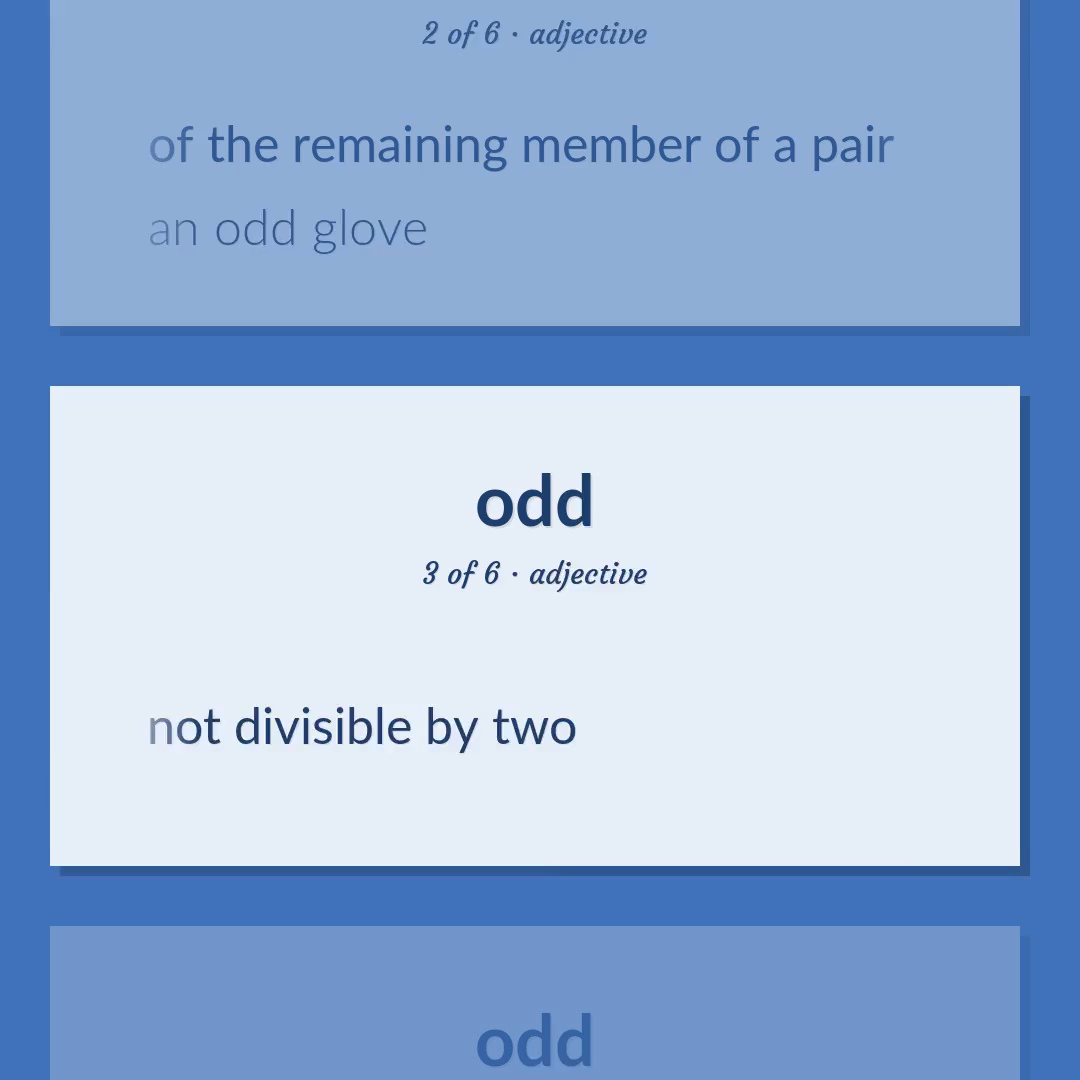 2 of 6 · adjective
of the remaining member of a pair
an odd glove
odd
3 of 6 · adjective
not divisible by two
odd